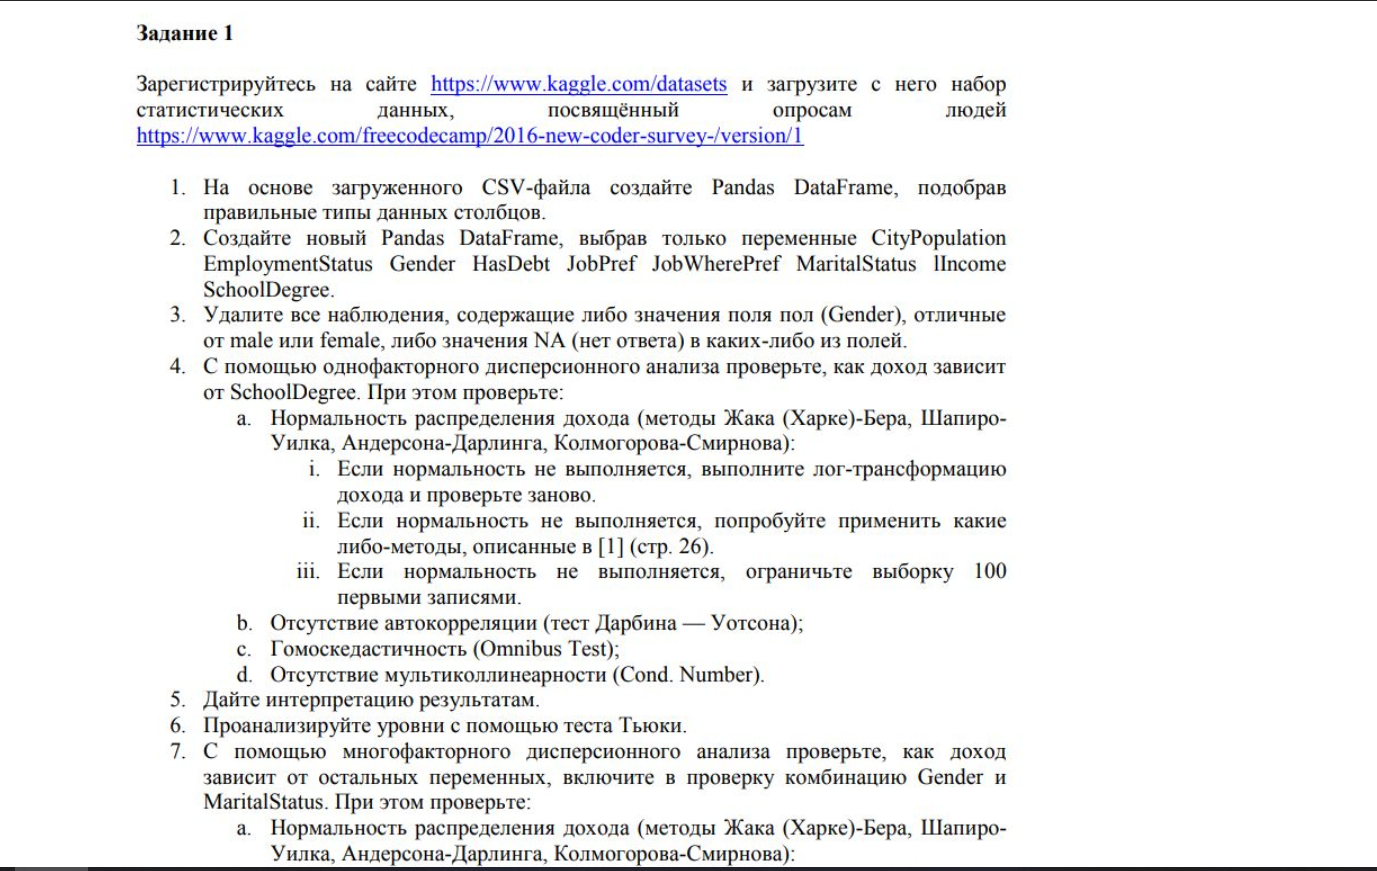 Задание 1
Зарегистрируйтесь на сайте https://www.kaggle.com/datasets и загрузите с него набор
статистических данных, посвящённый опросам людей
https://www.kaggle.com/freecodecamp/2016-new-coder-survey-/version/1
1. На основе загруженного CSV-файла создайте Pandas DataFrame, подобрав
правильные типы данных столбцов.
2. Создайте новый Pandas DataFrame, выбрав только переменные CityPopulation
EmploymentStatus Gender HasDebt JobPref JobWherePref MaritalStatus lIncome
SchoolDegree.
3. Удалите все наблюдения, содержащие либо значения поля пол (Gender), отличные
от male или female, либо значения NA (нет ответа) в каких-либо из полей.
4. С помощью однофакторного дисперсионного анализа проверьте, как доход зависит
от SchoolDegree. При этом проверьте:
a. Нормальность распределения дохода (методы Жака (Харке)-Бера, Шапиро-
Уилка, Андерсона-Дарлинга, Колмогорова-Смирнова):
i. Если нормальность не выполняется, выполните лог-трансформацию
дохода и проверьте заново.
ii. Если нормальность не выполняется, попробуйте применить какие
либо-методы, описанные в [1] (стр. 26).
iii. Если нормальность не выполняется, ограничьте выборку 100
первыми записями.
b. Отсутствие автокорреляции (тест Дарбина — Уотсона);
c. Гомоскедастичность (Omnibus Test);
d. Отсутствие мультиколлинеарности (Cond. Number).
5. Дайте интерпретацию результатам.
6. Проанализируйте уровни с помощью теста Тьюки.
7. С помощью многофакторного дисперсионного анализа проверьте, как доход
зависит от остальных переменных, включите в проверку комбинацию Gender и
MaritalStatus. При этом проверьте:
a. Нормальность распределения дохода (методы Жака (Харке)-Бера, Шапиро-
Уилка, Андерсона-Дарлинга, Колмогорова-Смирнова):